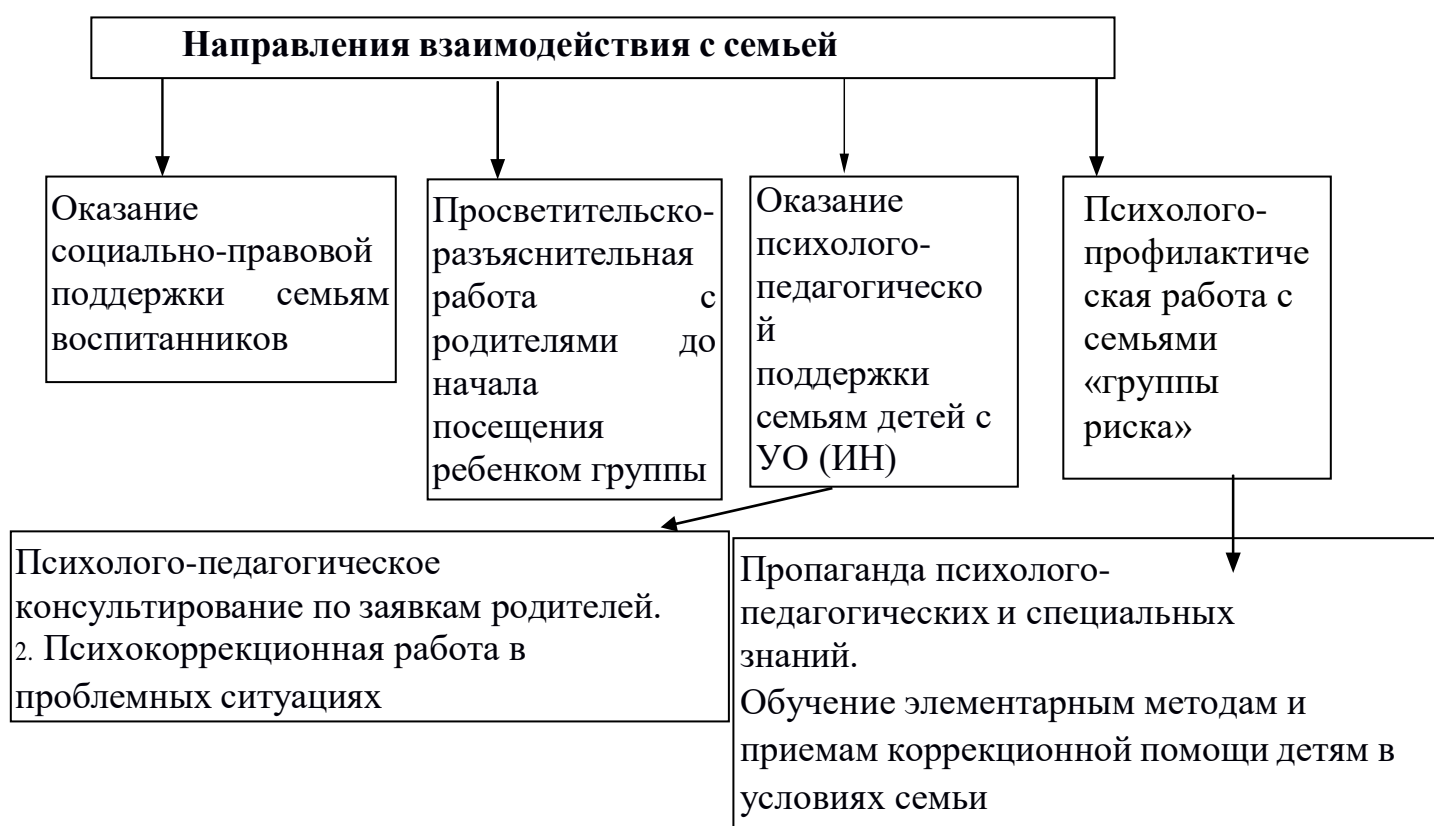 Направления взаимодействия с семьей
Оказание
социально-правовой
поддержки семьям
воспитанников
Просветительско-
разъяснительная
работа с
родителями до
начала
посещения
ребенком группы
Оказание
психолого-
педагогическо
й
поддержки
семьям детей с
УО (ИН)
Психолого-
профилактиче
ская работа с
семьями
«группы
риска»
Психолого-педагогическое
консультирование по заявкам родителей.
2. Психокоррекционная работа в
проблемных ситуациях
Пропаганда психолого-
педагогических и специальных
знаний.
Обучение элементарным методам и
приемам коррекционной помощи детям в
условиях семьи